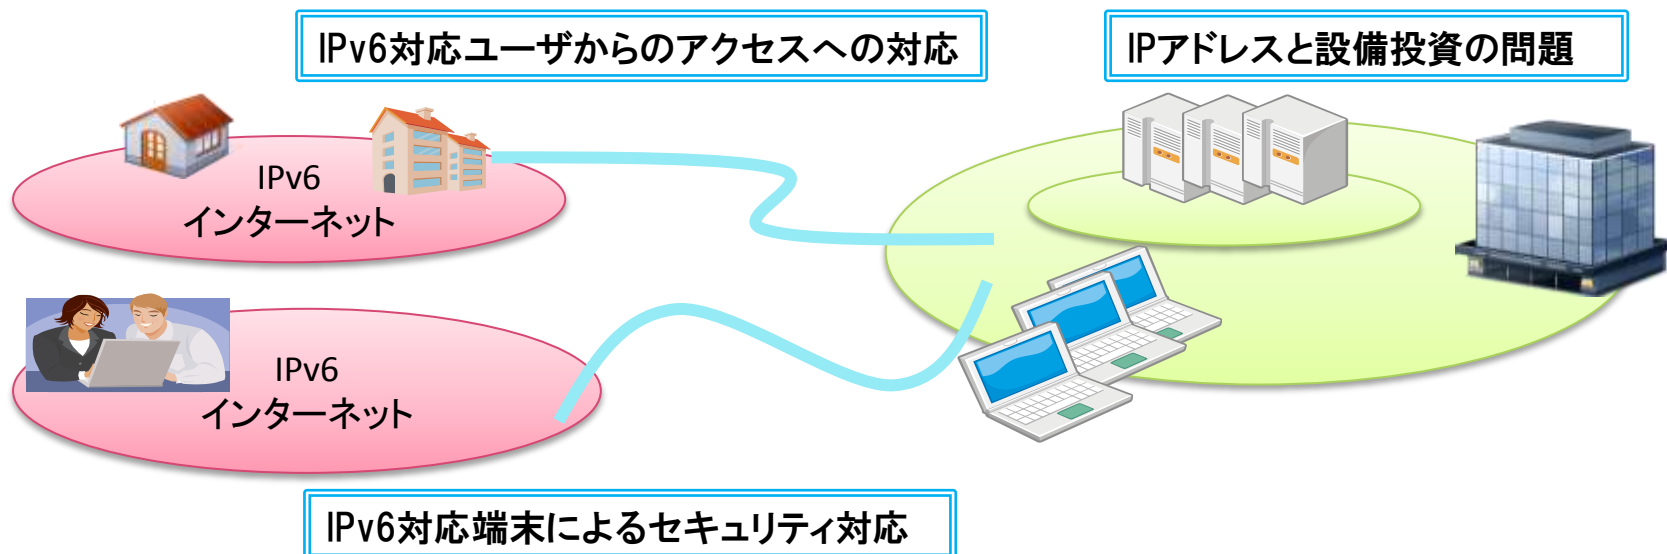 IPv6対応ユーザからのアクセスへの対応
IPアドレスと設備投資の問題
IPv6
インターネット
IPv6
インターネット
IPv6対応端末によるセキュリティ対応